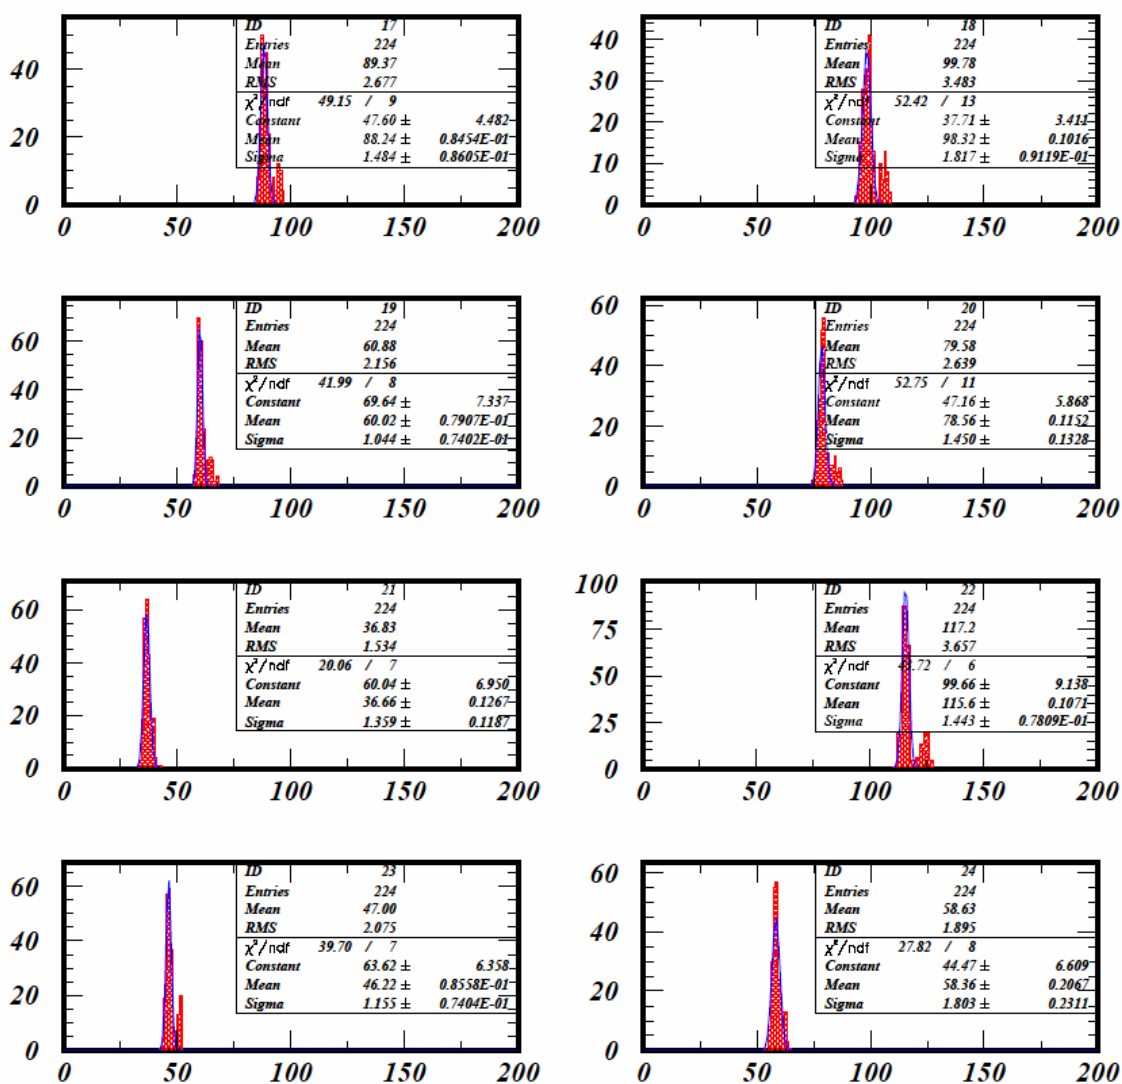 ID 17
Entries 224
Mean 89.37
RMS 2.677
χ²/ndf 49.15 / 9
Constant 47.60 ± 4.482
Mean 88.24 ± 0.8454E-01
Sigma 1.484 ± 0.8605E-01
40
20
0
0 50 100 150 200
ID 18
Entries 224
Mean 99.78
RMS 3.483
χ²/ndf 52.42 / 13
Constant 37.71 ± 3.411
Mean 98.32 ± 0.1016
Sigma 1.817 ± 0.9119E-01
40
30
20
10
0
0 50 100 150 200
ID 19
Entries 224
Mean 60.88
RMS 2.156
χ²/ndf 41.99 / 8
Constant 69.64 ± 7.337
Mean 60.02 ± 0.7907E-01
Sigma 1.044 ± 0.7402E-01
60
40
20
0
0 50 100 150 200
ID 20
Entries 224
Mean 79.58
RMS 2.639
χ²/ndf 52.75 / 11
Constant 47.16 ± 5.868
Mean 78.56 ± 0.1152
Sigma 1.450 ± 0.1328
60
40
20
0
0 50 100 150 200
ID 21
Entries 224
Mean 36.83
RMS 1.534
χ²/ndf 20.06 / 7
Constant 60.04 ± 6.950
Mean 36.66 ± 0.1267
Sigma 1.359 ± 0.1187
60
40
20
0
0 50 100 150 200
ID 22
Entries 224
Mean 117.2
RMS 3.657
χ²/ndf / 6
Constant 99.66 ± 9.138
Mean 115.6 ± 0.1071
Sigma 1.443 ± 0.7809E-01
100
75
50
25
0
0 50 100 150 200
ID 23
Entries 224
Mean 47.00
RMS 2.075
χ²/ndf 39.70 / 7
Constant 63.62 ± 6.358
Mean 46.22 ± 0.8558E-01
Sigma 1.155 ± 0.7404E-01
60
40
20
0
0 50 100 150 200
ID 24
Entries 224
Mean 58.63
RMS 1.895
χ²/ndf 27.82 / 8
Constant 44.47 ± 6.609
Mean 58.36 ± 0.2067
Sigma 1.803 ± 0.2311
60
40
20
0
0 50 100 150 200